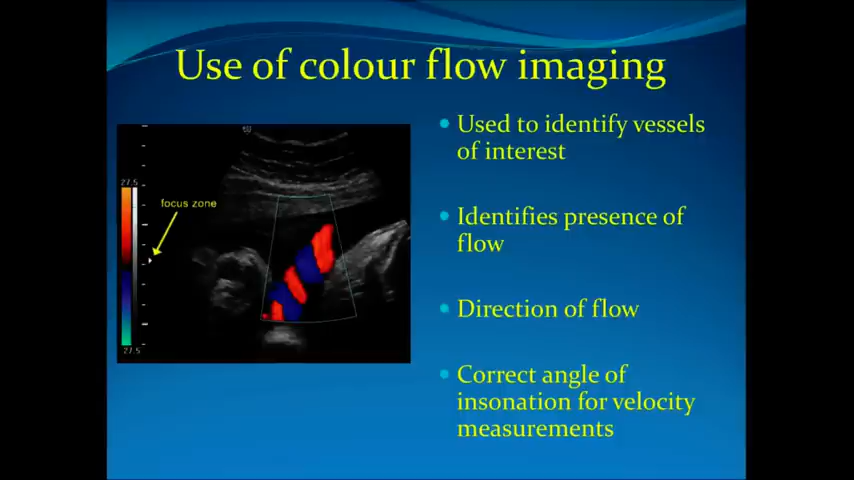 Use of colour flow imaging
27.5
focus zone
27.5
Used to identify vessels
of interest
Identifies presence of
flow
Direction of flow
Correct angle of
insonation for velocity
measurements